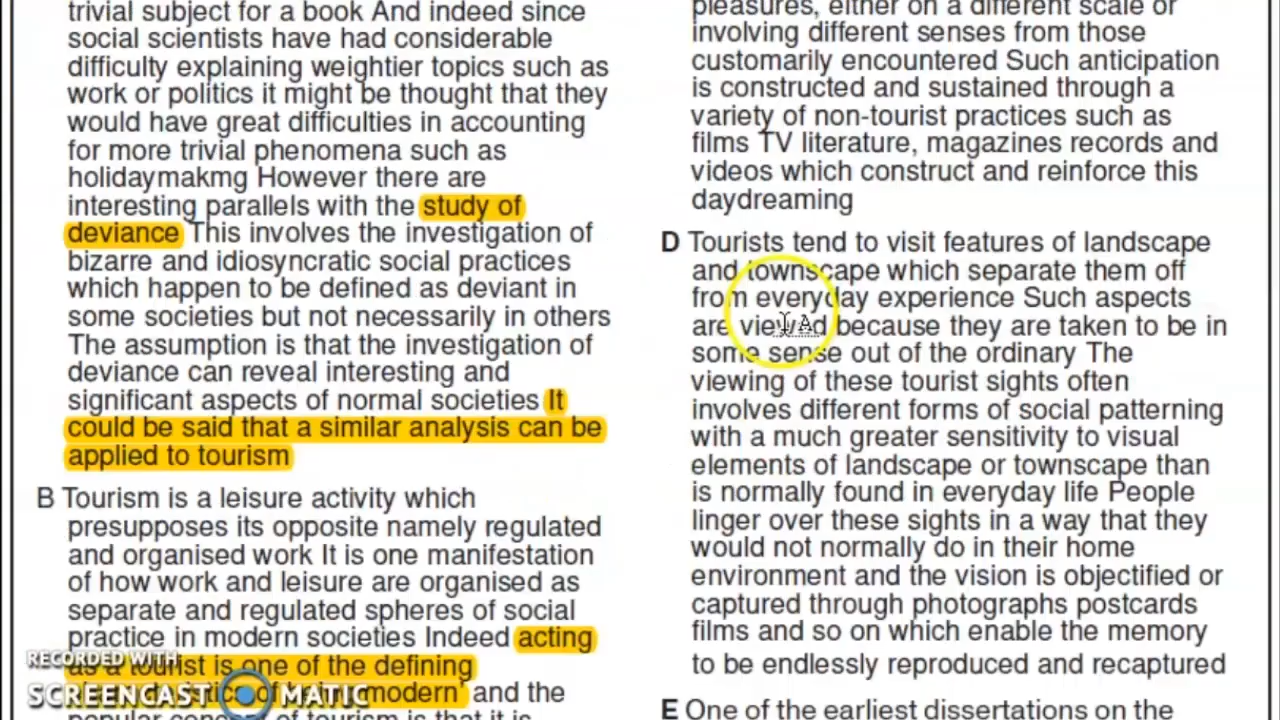 trivial subject for a book And indeed since
social scientists have had considerable
difficulty explaining weightier topics such as
work or politics it might be thought that they
would have great difficulties in accounting
for more trivial phenomena such as
holidaymakmg However there are
interesting parallels with the study of
deviance This involves the investigation of
bizarre and idiosyncratic social practices
which happen to be defined as deviant in
some societies but not necessarily in others
The assumption is that the investigation of
deviance can reveal interesting and
significant aspects of normal societies It
could be said that a similar analysis can be
applied to tourism
B Tourism is a leisure activity which
presupposes its opposite namely regulated
and organised work It is one manifestation
of how work and leisure are organised as
separate and regulated spheres of social
practice in modern societies Indeed acting
as a tourist is one of the defining
of modern' and the
popular concept of tourism is that it is
RECORDED WITH
SCREENCAST MATIC
pleasures, either on a different scale or
involving different senses from those
customarily encountered Such anticipation
is constructed and sustained through a
variety of non-tourist practices such as
films TV literature, magazines records and
videos which construct and reinforce this
daydreaming
D Tourists tend to visit features of landscape
and townscape which separate them off
from everyday experience Such aspects
are viewed because they are taken to be in
some sense out of the ordinary The
viewing of these tourist sights often
involves different forms of social patterning
with a much greater sensitivity to visual
elements of landscape or townscape than
is normally found in everyday life People
linger over these sights in a way that they
would not normally do in their home
environment and the vision is objectified or
captured through photographs postcards
films and so on which enable the memory
to be endlessly reproduced and recaptured
E One of the earliest dissertations on the